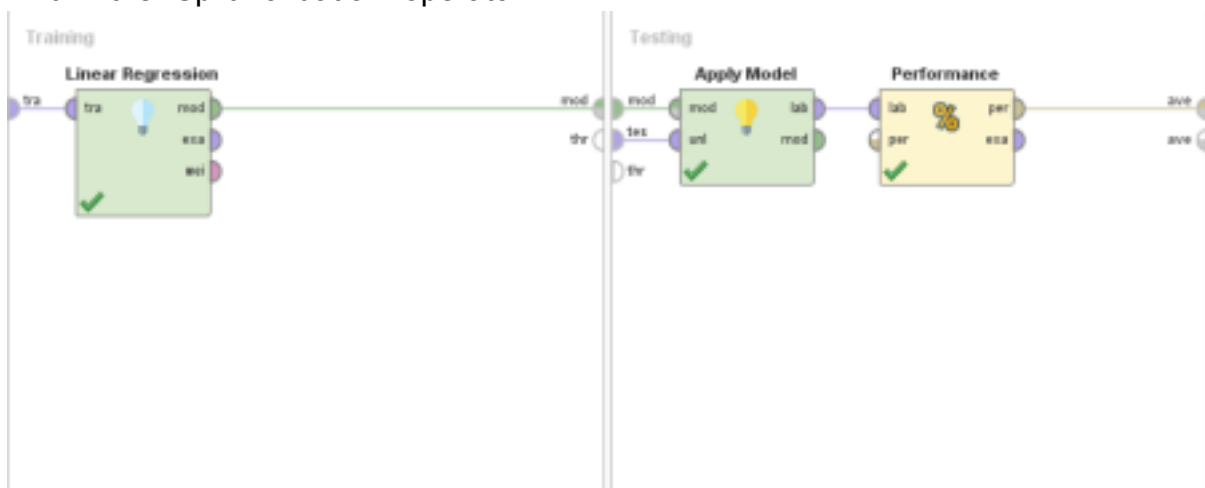 Training
Linear Regression
tra
tra
mod
exa
wei
mod
thr
Testing
Apply Model
Performance
mod
tes
thr
mod
unl
lab
mod
lab
per
%
per
exa
ave
ave